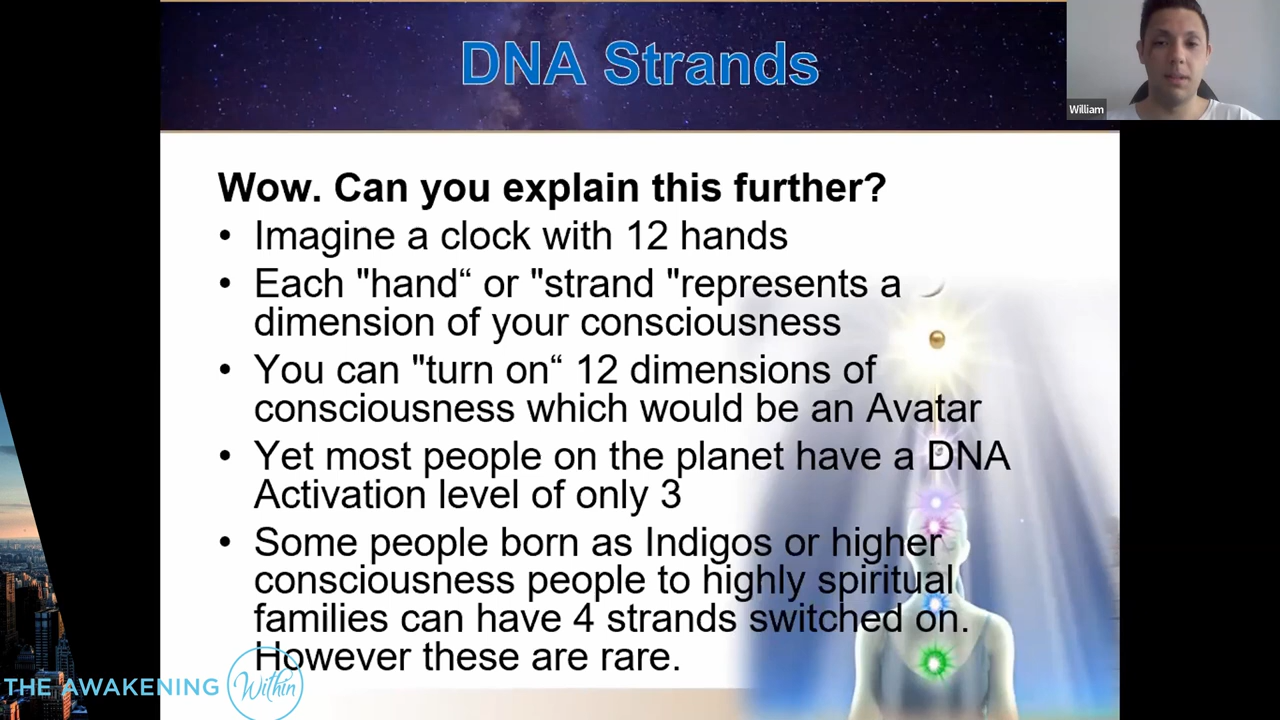 DNA Strands
William
Wow. Can you explain this further?
• Imagine a clock with 12 hands
• Each "hand“ or "strand "represents a
dimension of your consciousness
• You can "turn on“ 12 dimensions of
consciousness which would be an Avatar
• Yet most people on the planet have a DNA
Activation level of only 3
• Some people born as Indigos or higher
consciousness people to highly spiritual
families can have 4 strands switched on.
However these are rare.
THE AWAKENING Within